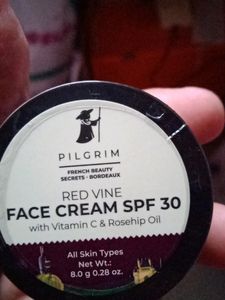 PILGRIM
FRENCH BEAUTY
SECRETS - BORDEAUX
RED VINE
FACE CREAM SPF 30
with Vitamin C & Rosehip Oil
All Skin Types
Net Wt.:
8.0 g 0.28 oz.